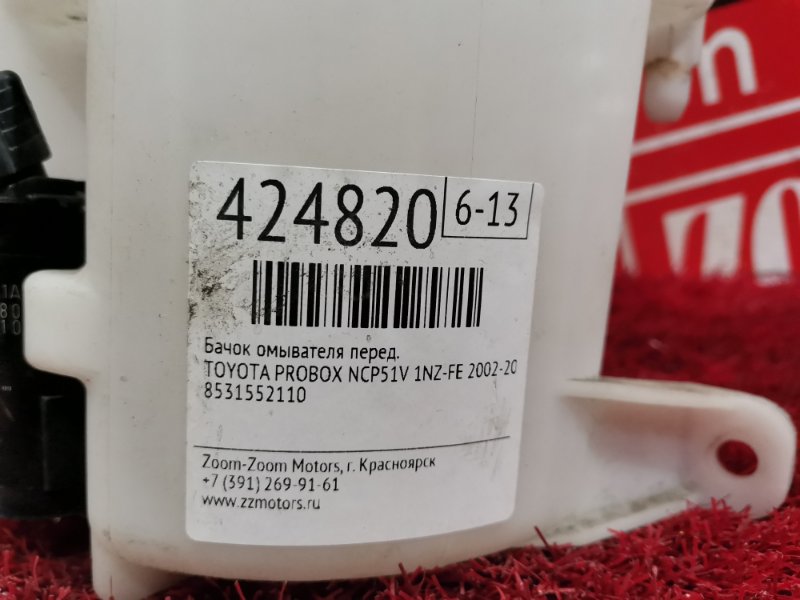 424820
6-13
Бачок омывателя перед.
TOYOTA PROBOX NCP51V 1NZ-FE 2002-20
8531552110
Zoom-Zoom Motors, г. Красноярск
+7 (391) 269-91-61
www.zzmotors.ru